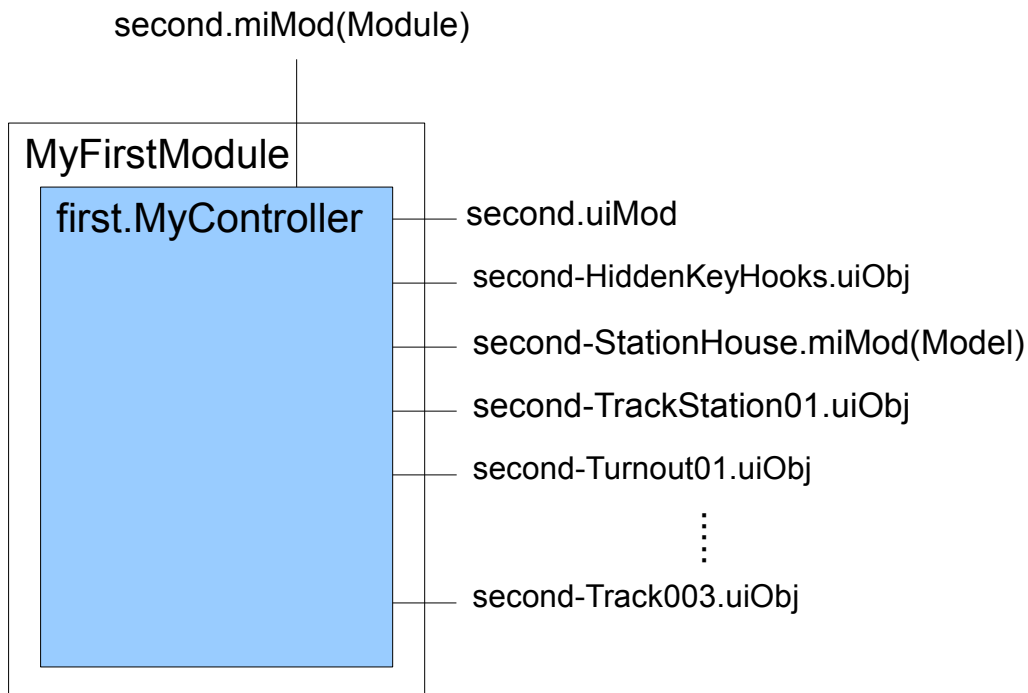 second.miMod(Module)
MyFirstModule
first.MyController
second.uiMod
second-HiddenKeyHooks.uiObj
second-StationHouse.miMod(Model)
second-TrackStation01.uiObj
second-Turnout01.uiObj
second-Track003.uiObj